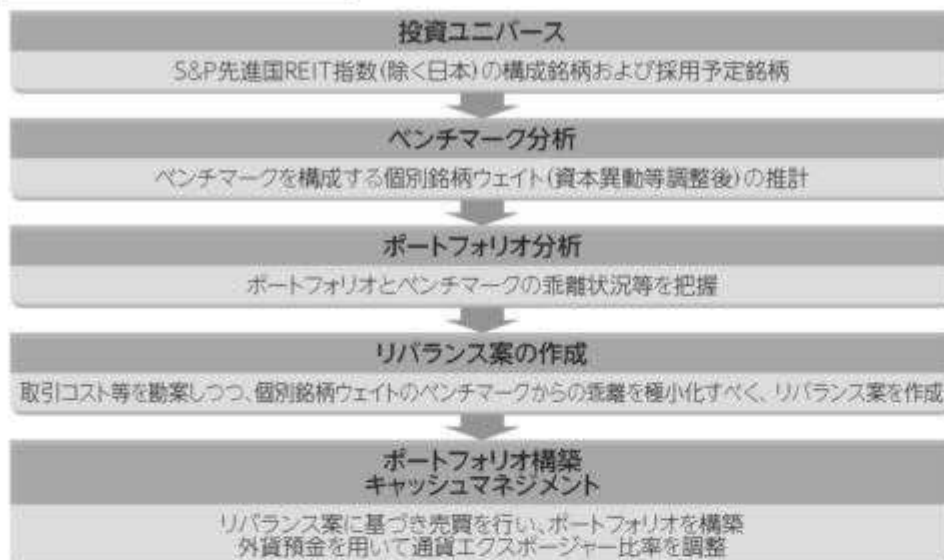 投資ユニバース
S&P先進国REIT指数(除く日本)の構成銘柄および採用予定銘柄
ベンチマーク分析
ベンチマークを構成する個別銘柄ウェイト(資本異動等調整後)の推計
ポートフォリオ分析
ポートフォリオとベンチマークの乖離状況等を把握
リバランス案の作成
取引コスト等を勘案しつつ、個別銘柄ウェイトのベンチマークからの乖離を極小化すべく、リバランス案を作成
ポートフォリオ構築
キャッシュマネジメント
リバランス案に基づき売買を行い、ポートフォリオを構築
外貨預金を用いて通貨エクスポージャー比率を調整